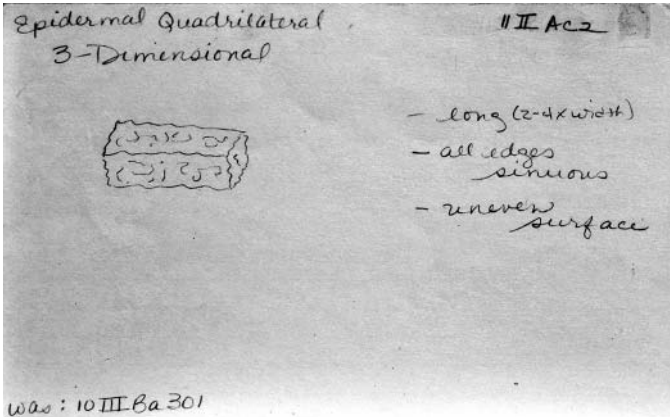 Epidermal Quadrilateral
3-Dimensional
11 II Ac2
- long (2-4x width)
- all edges
sinuous
- uneven
surface
was: 10 III Ba 301